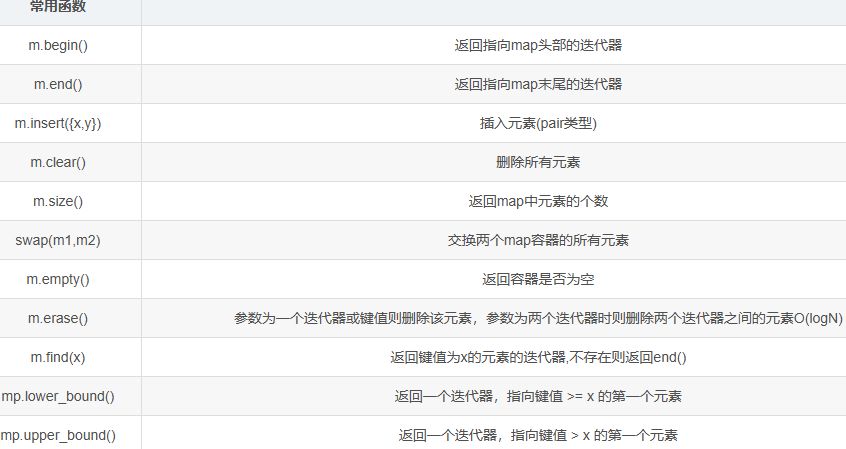 常用函数
m.begin() 返回指向map头部的迭代器
m.end() 返回指向map末尾的迭代器
m.insert({x,y}) 插入元素(pair类型)
m.clear() 删除所有元素
m.size() 返回map中元素的个数
swap(m1,m2) 交换两个map容器的所有元素
m.empty() 返回容器是否为空
m.erase() 参数为一个迭代器或键值则删除该元素，参数为两个迭代器时则删除两个迭代器之间的元素O(logN)
m.find(x) 返回键值为x的元素的迭代器,不存在则返回end()
mp.lower_bound() 返回一个迭代器，指向键值 >= x 的第一个元素
mp.upper_bound() 返回一个迭代器，指向键值 > x 的第一个元素